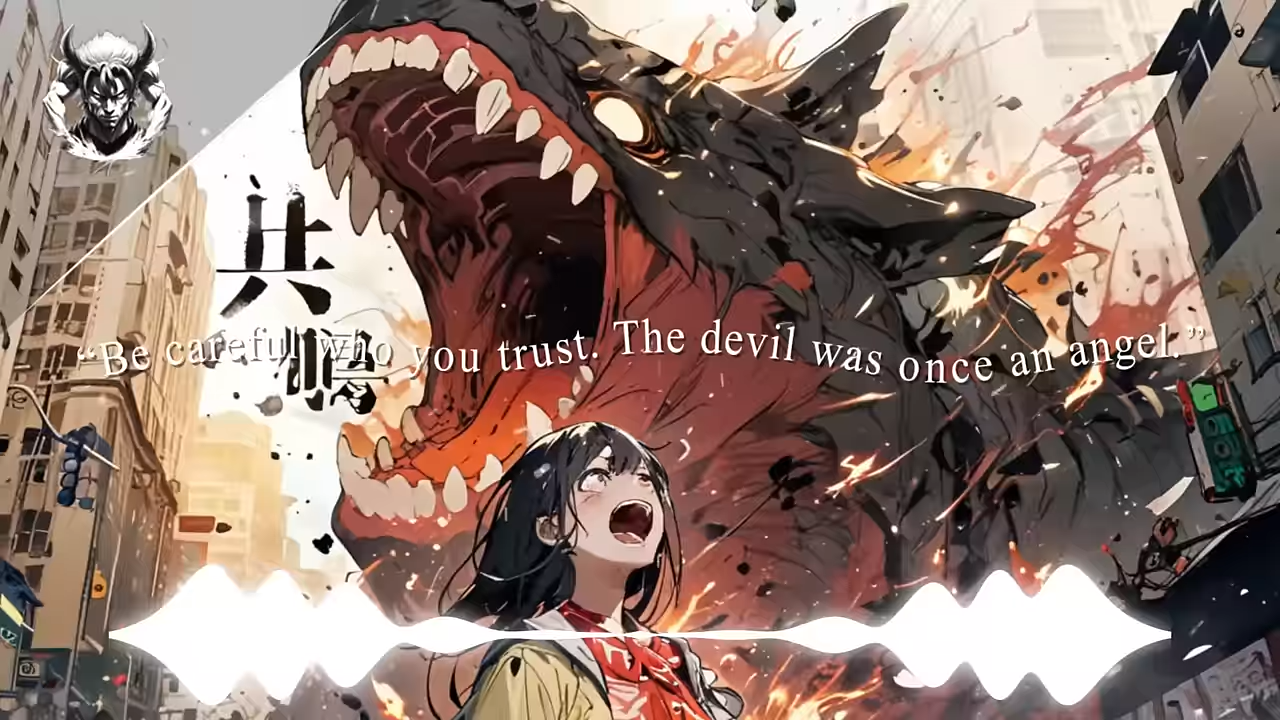 共
“Be careful who you trust. The devil was once an angel.”